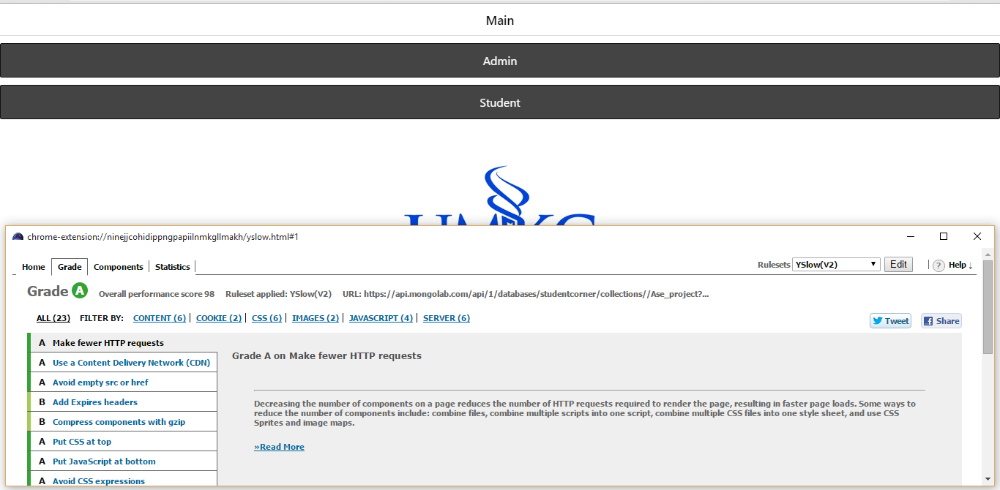 Main
Admin
Student
UMKC
chrome-extension://ninejjcohidippngpapiilnmkgllmakh/yslow.html#1
Home Grade Components Statistics Rulesets YSlow(V2) Edit ? Help ↓
Grade A Overall performance score 98 Ruleset applied: YSlow(V2) URL: https://api.mongolab.com/api/1/databases/studentcorner/collections//Ase_project?...
ALL (23) FILTER BY: CONTENT (6) | COOKIE (2) | CSS (6) | IMAGES (2) | JAVASCRIPT (4) | SERVER (6)
Tweet Share
A Make fewer HTTP requests
A Use a Content Delivery Network (CDN)
A Avoid empty src or href
B Add Expires headers
B Compress components with gzip
A Put CSS at top
A Put JavaScript at bottom
A Avoid CSS expressions
Grade A on Make fewer HTTP requests
Decreasing the number of components on a page reduces the number of HTTP requests required to render the page, resulting in faster page loads. Some ways to
reduce the number of components include: combine files, combine multiple scripts into one script, combine multiple CSS files into one style sheet, and use CSS
Sprites and image maps.
»Read More